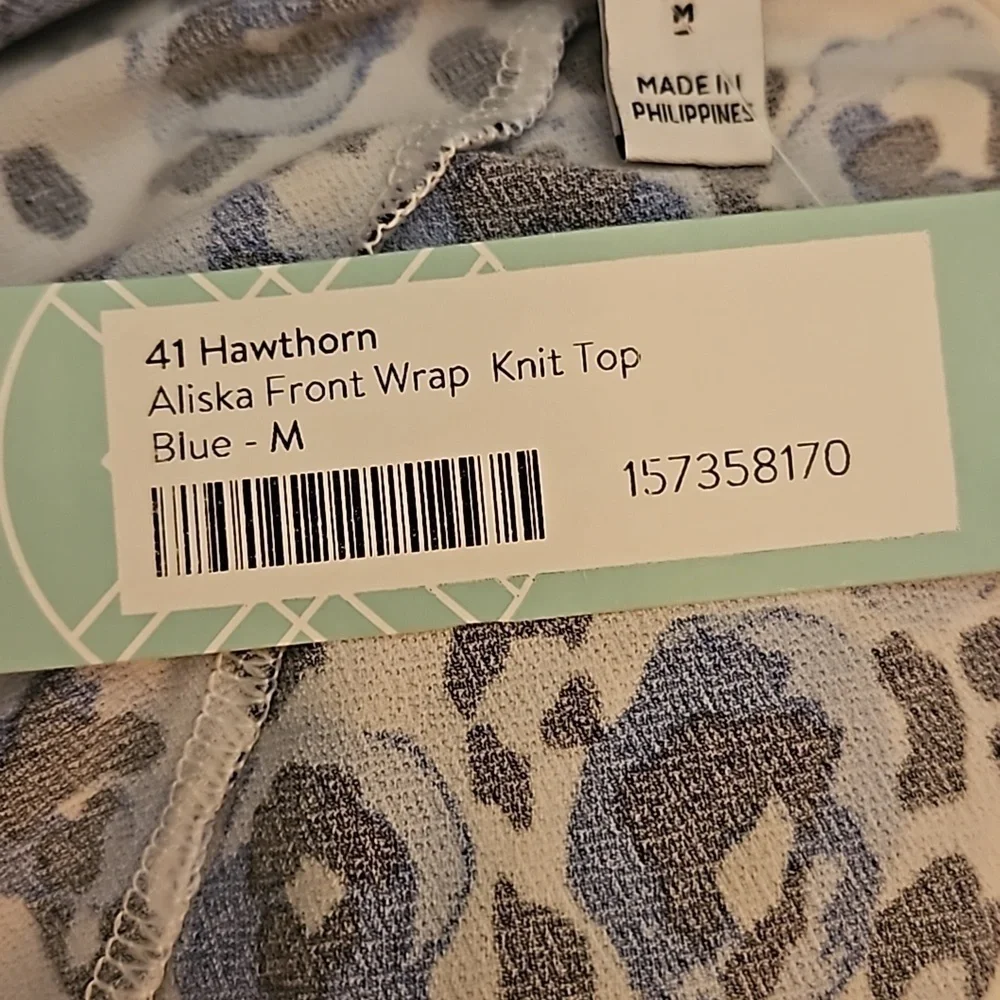 M
MADE IN
PHILIPPINES
41 Hawthorn
Aliska Front Wrap Knit Top
Blue - M
157358170